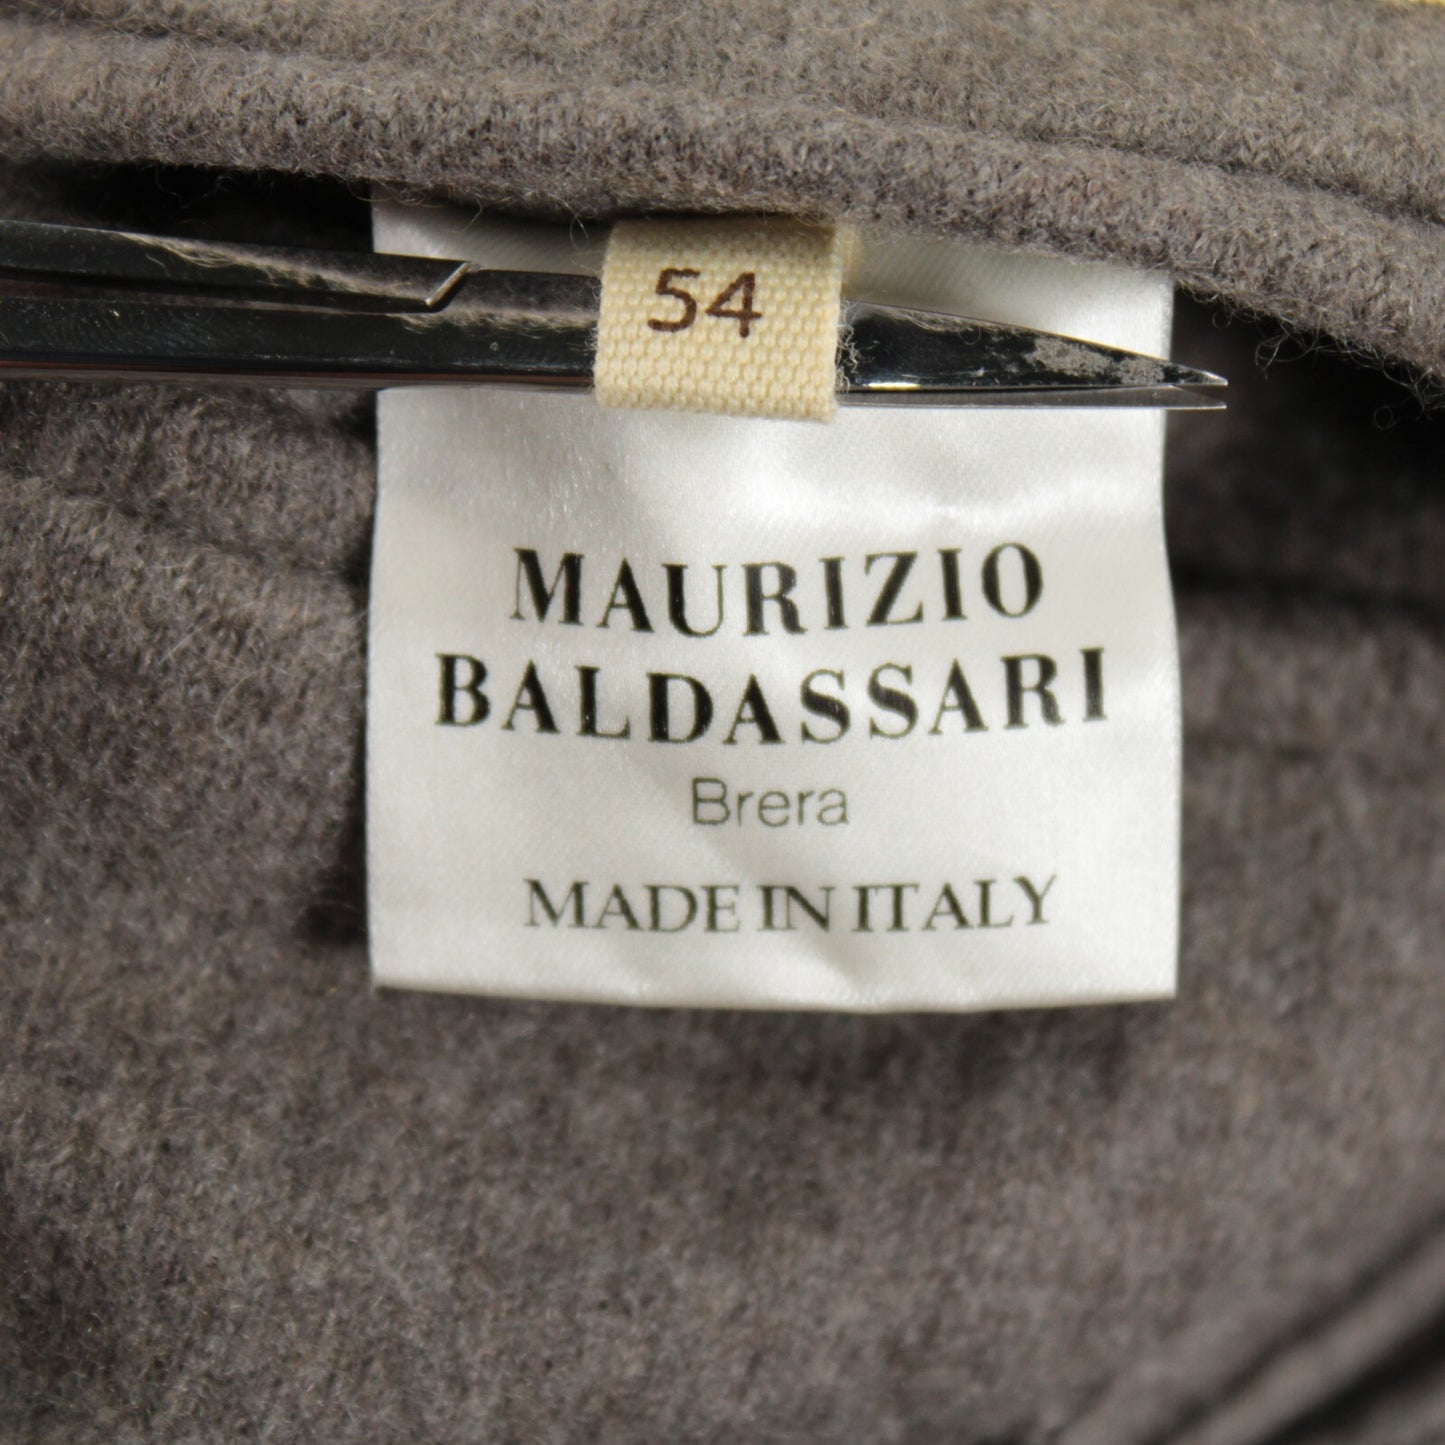 54
MAURIZIO
BALDASSARI
Brera
MADE IN ITALY